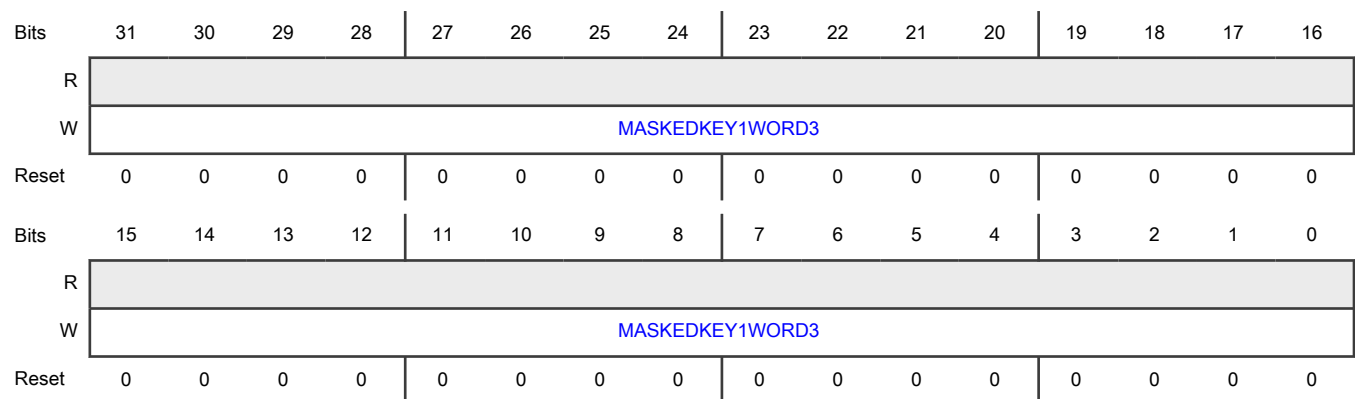 Bits 31 30 29 28 27 26 25 24 23 22 21 20 19 18 17 16
R
W MASKEDKEY1WORD3
Reset 0 0 0 0 0 0 0 0 0 0 0 0 0 0 0 0
Bits 15 14 13 12 11 10 9 8 7 6 5 4 3 2 1 0
R
W MASKEDKEY1WORD3
Reset 0 0 0 0 0 0 0 0 0 0 0 0 0 0 0 0